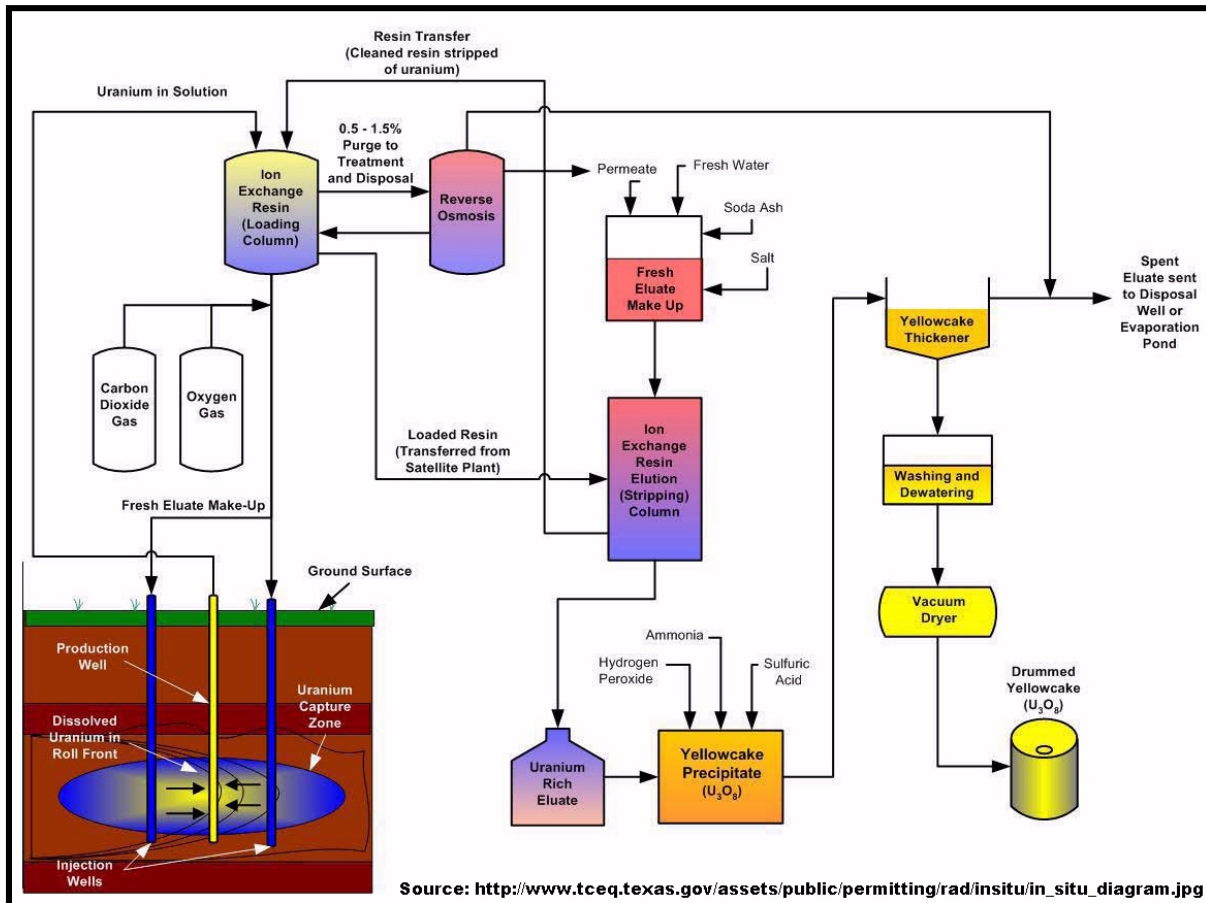 Resin Transfer
(Cleaned resin stripped
of uranium)
Uranium in Solution
0.5 - 1.5%
Purge to
Treatment
and Disposal
Ion
Exchange
Resin
(Loading
Column)
Reverse
Osmosis
Permeate
Fresh Water
Soda Ash
Salt
Fresh
Eluate
Make Up
Spent
Eluate sent
to Disposal
Well or
Evaporation
Pond
Yellowcake
Thickener
Carbon
Dioxide
Gas
Oxygen
Gas
Loaded Resin
(Transferred from
Satellite Plant)
Ion
Exchange
Resin
Elution
(Stripping)
Column
Washing and
Dewatering
Fresh Eluate Make-Up
Ground Surface
Vacuum
Dryer
Production
Well
Uranium
Capture
Zone
Dissolved
Uranium in
Roll Front
Injection
Wells
Ammonia
Hydrogen
Peroxide
Sulfuric
Acid
Uranium
Rich
Eluate
Yellowcake
Precipitate
(U₃O₈)
Drummed
Yellowcake
(U₃O₈)
Source: http://www.tceq.texas.gov/assets/public/permitting/rad/insitu/in_situ_diagram.jpg